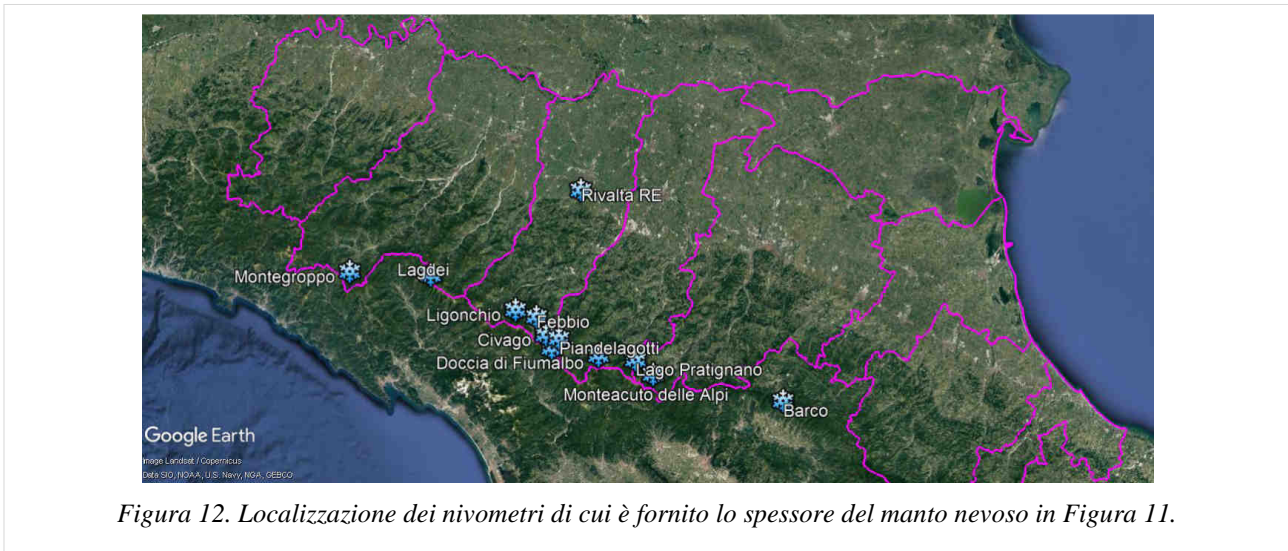 Rivalta RE
Montegroppo
Lagdei
Ligonchio
Febbio
Civago
Piandelagotti
Doccia di Fiumalbo
Lago Pratignano
Monteacuto delle Alpi
Barco
Google Earth
Image Landsat / Copernicus
Data SIO, NOAA, U.S. Navy, NGA, GEBCO
Figura 12. Localizzazione dei nivometri di cui è fornito lo spessore del manto nevoso in Figura 11.